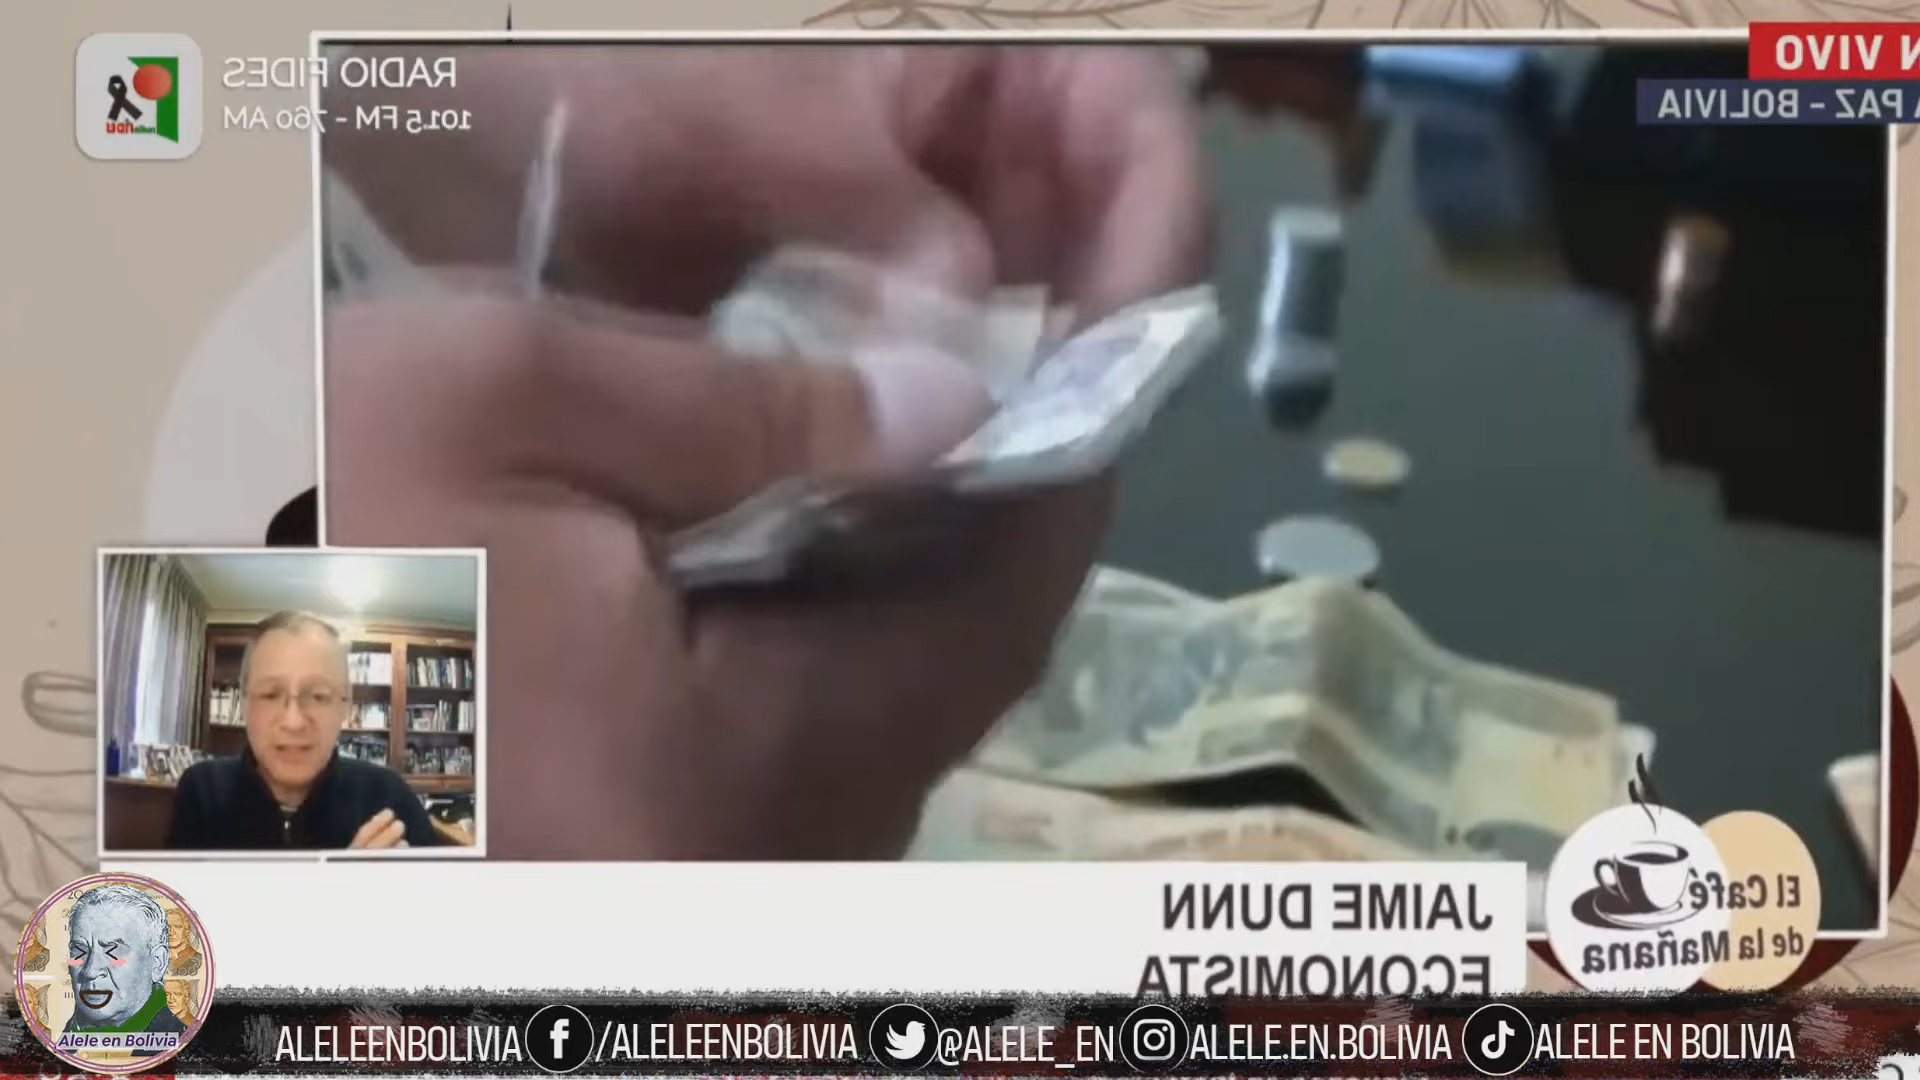 RADIO FIDES
101.5 FM - 760 AM
N VIVO
A PAZ - BOLIVIA
JAIME DUNN
ECONOMISTA
El Café
de la Mañana
Alele en Bolivia
ALELEENBOLIVIA /ALELEENBOLIVIA @ALELE_EN ALELE.EN.BOLIVIA ALELE EN BOLIVIA